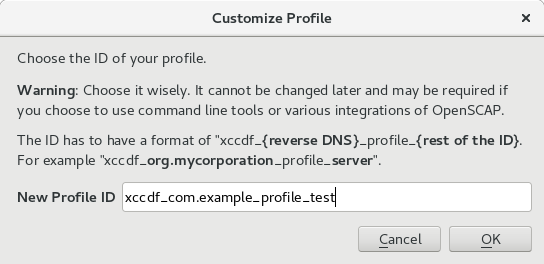 Customize Profile ×
Choose the ID of your profile.
Warning: Choose it wisely. It cannot be changed later and may be required if
you choose to use command line tools or various integrations of OpenSCAP.
The ID has to have a format of "xccdf_{reverse DNS}_profile_{rest of the ID}.
For example "xccdf_org.mycorporation_profile_server".
New Profile ID xccdf_com.example_profile_test
Cancel OK